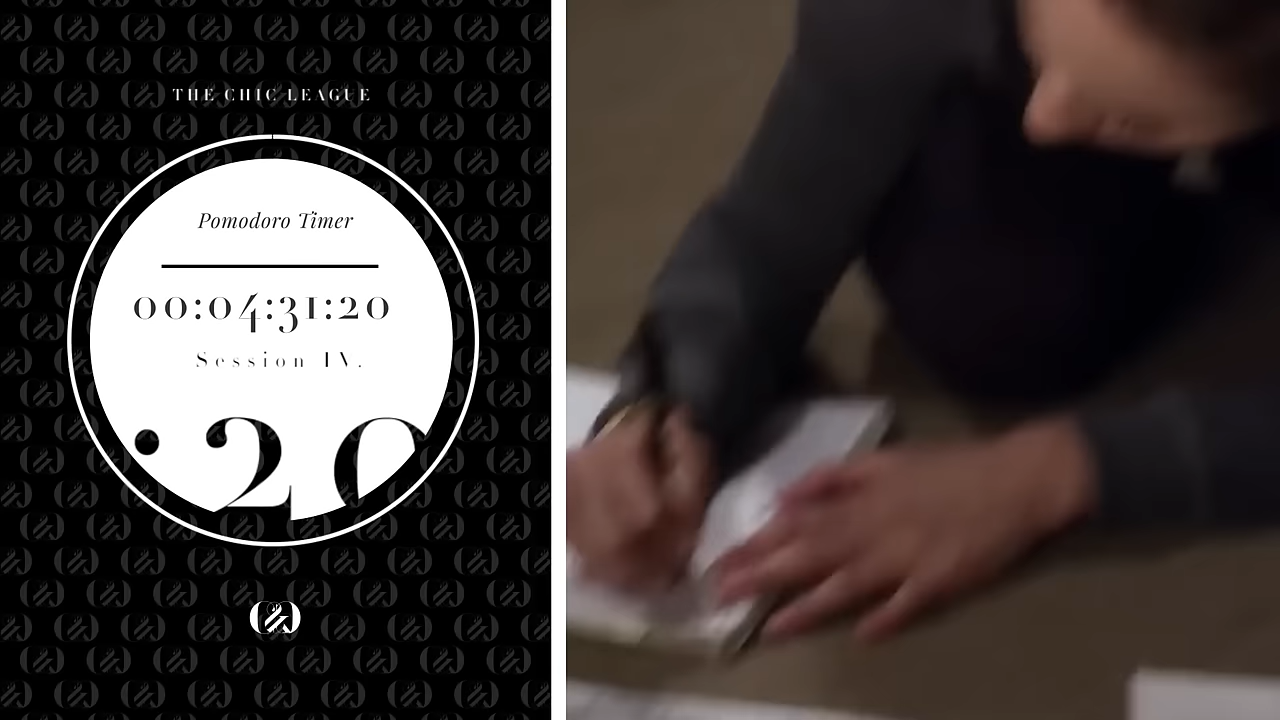 THE CHIC LEAGUE
Pomodoro Timer
00:04:31:20
Session IV.
:20